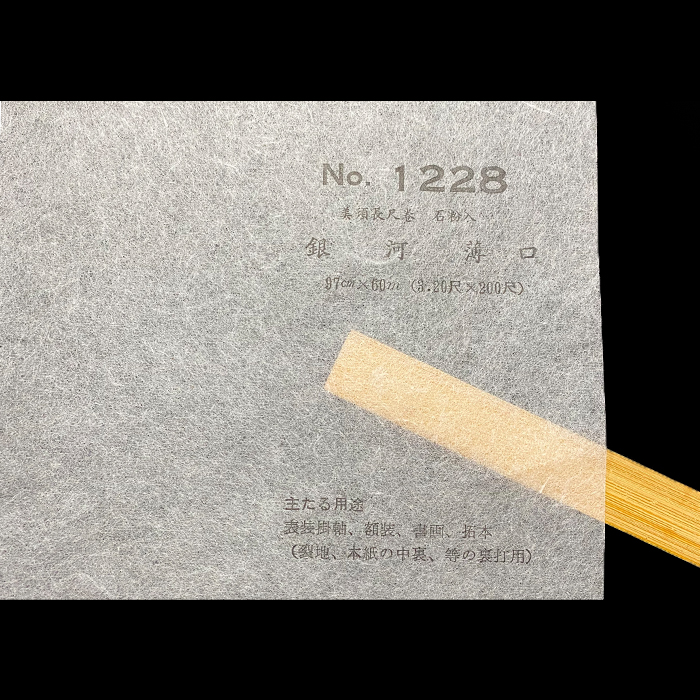 No. 1228
美須長尺巻 石粉入
銀河 薄口
97cm×60m (3.20尺×200尺)
主たる用途
表装掛軸、額装、書画、拓本
(裂地、本紙の中裏、等の裏打用)